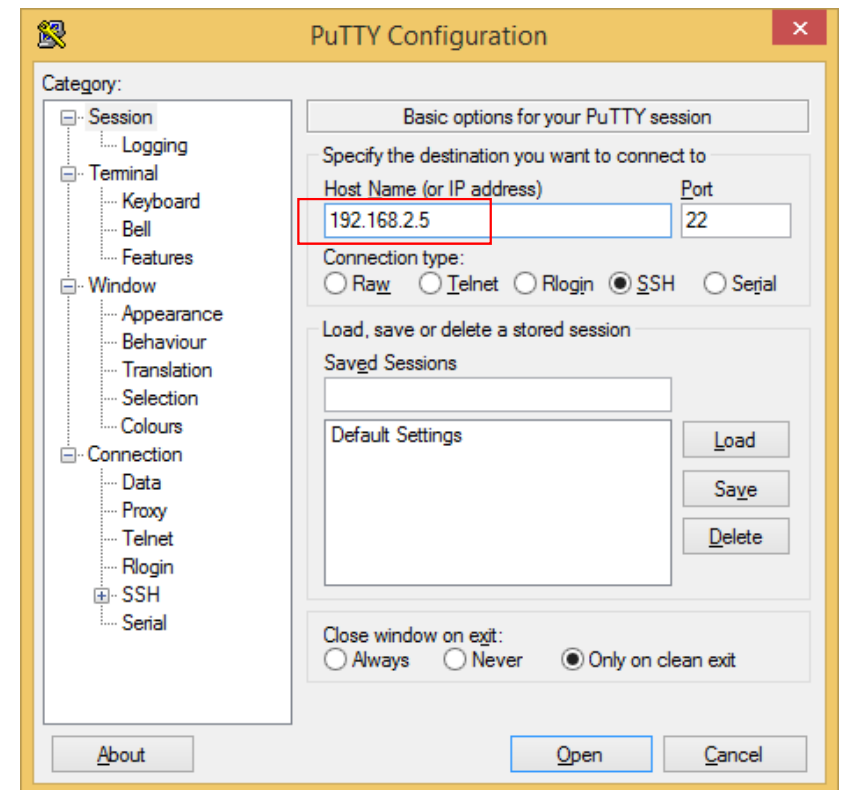 PuTTY Configuration
Category:
Session
Logging
Terminal
Keyboard
Bell
Features
Window
Appearance
Behaviour
Translation
Selection
Colours
Connection
Data
Proxy
Telnet
Rlogin
SSH
Serial
Basic options for your PuTTY session
Specify the destination you want to connect to
Host Name (or IP address) Port
192.168.2.5 22
Connection type:
Raw Telnet Rlogin SSH Serial
Load, save or delete a stored session
Saved Sessions
Default Settings
Load
Save
Delete
Close window on exit:
Always Never Only on clean exit
About Open Cancel